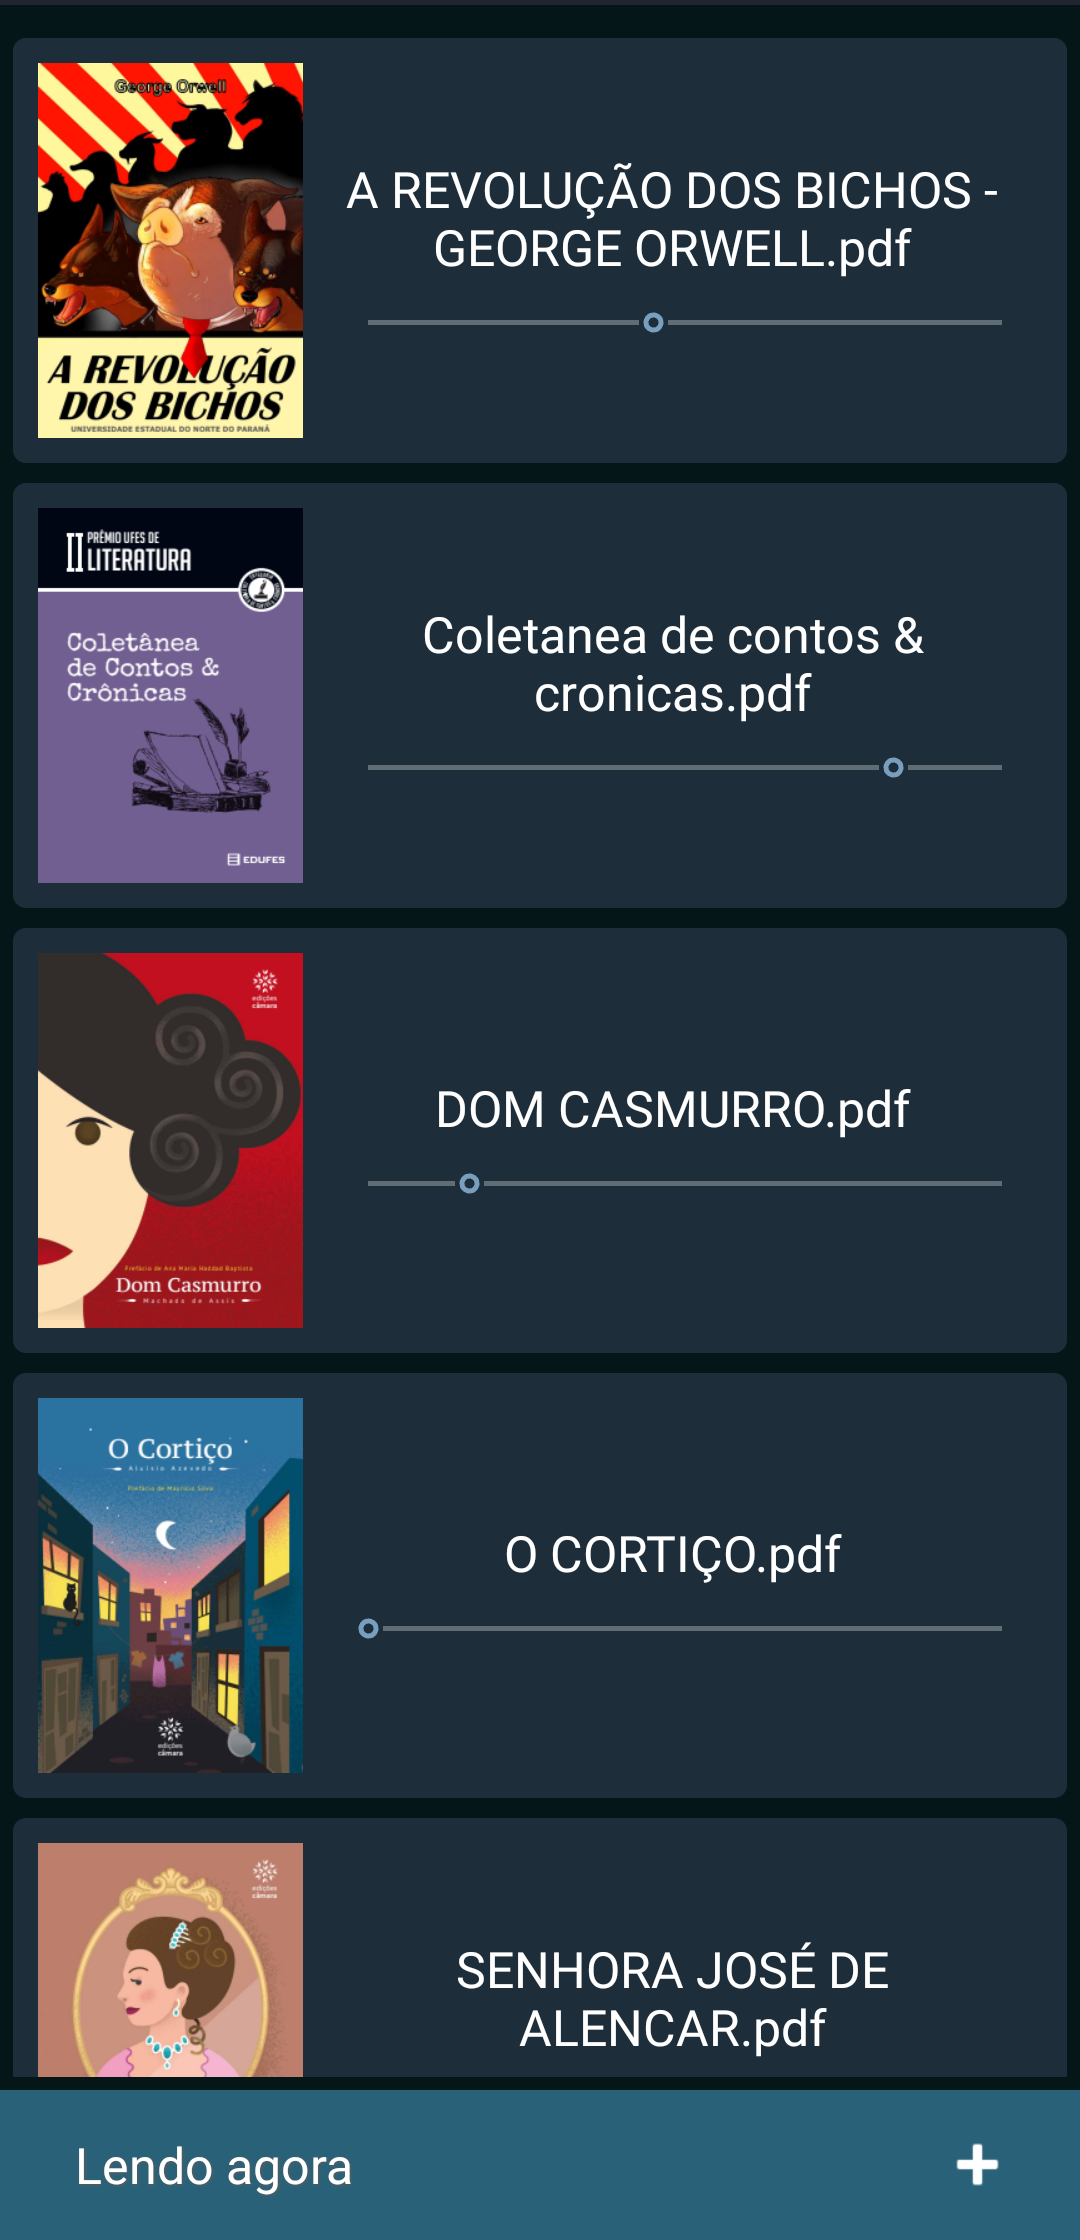 George Orwell
A REVOLUÇÃO
DOS BICHOS
UNIVERSIDADE ESTADUAL DO NORTE DO PARANÁ
A REVOLUÇÃO DOS BICHOS -
GEORGE ORWELL.pdf
II PRÊMIO UFES DE
LITERATURA
Coletânea
de Contos &
Crônicas
EDUFES
Coletanea de contos &
cronicas.pdf
edições
câmara
Prefácio de Ana Maria Haddad Baptista
Dom Casmurro
Machado de Assis
DOM CASMURRO.pdf
O Cortiço
Aluísio Azevedo
Prefácio de Maurício Silva
edições
câmara
O CORTIÇO.pdf
edições
câmara
SENHORA JOSÉ DE
ALENCAR.pdf
Lendo agora